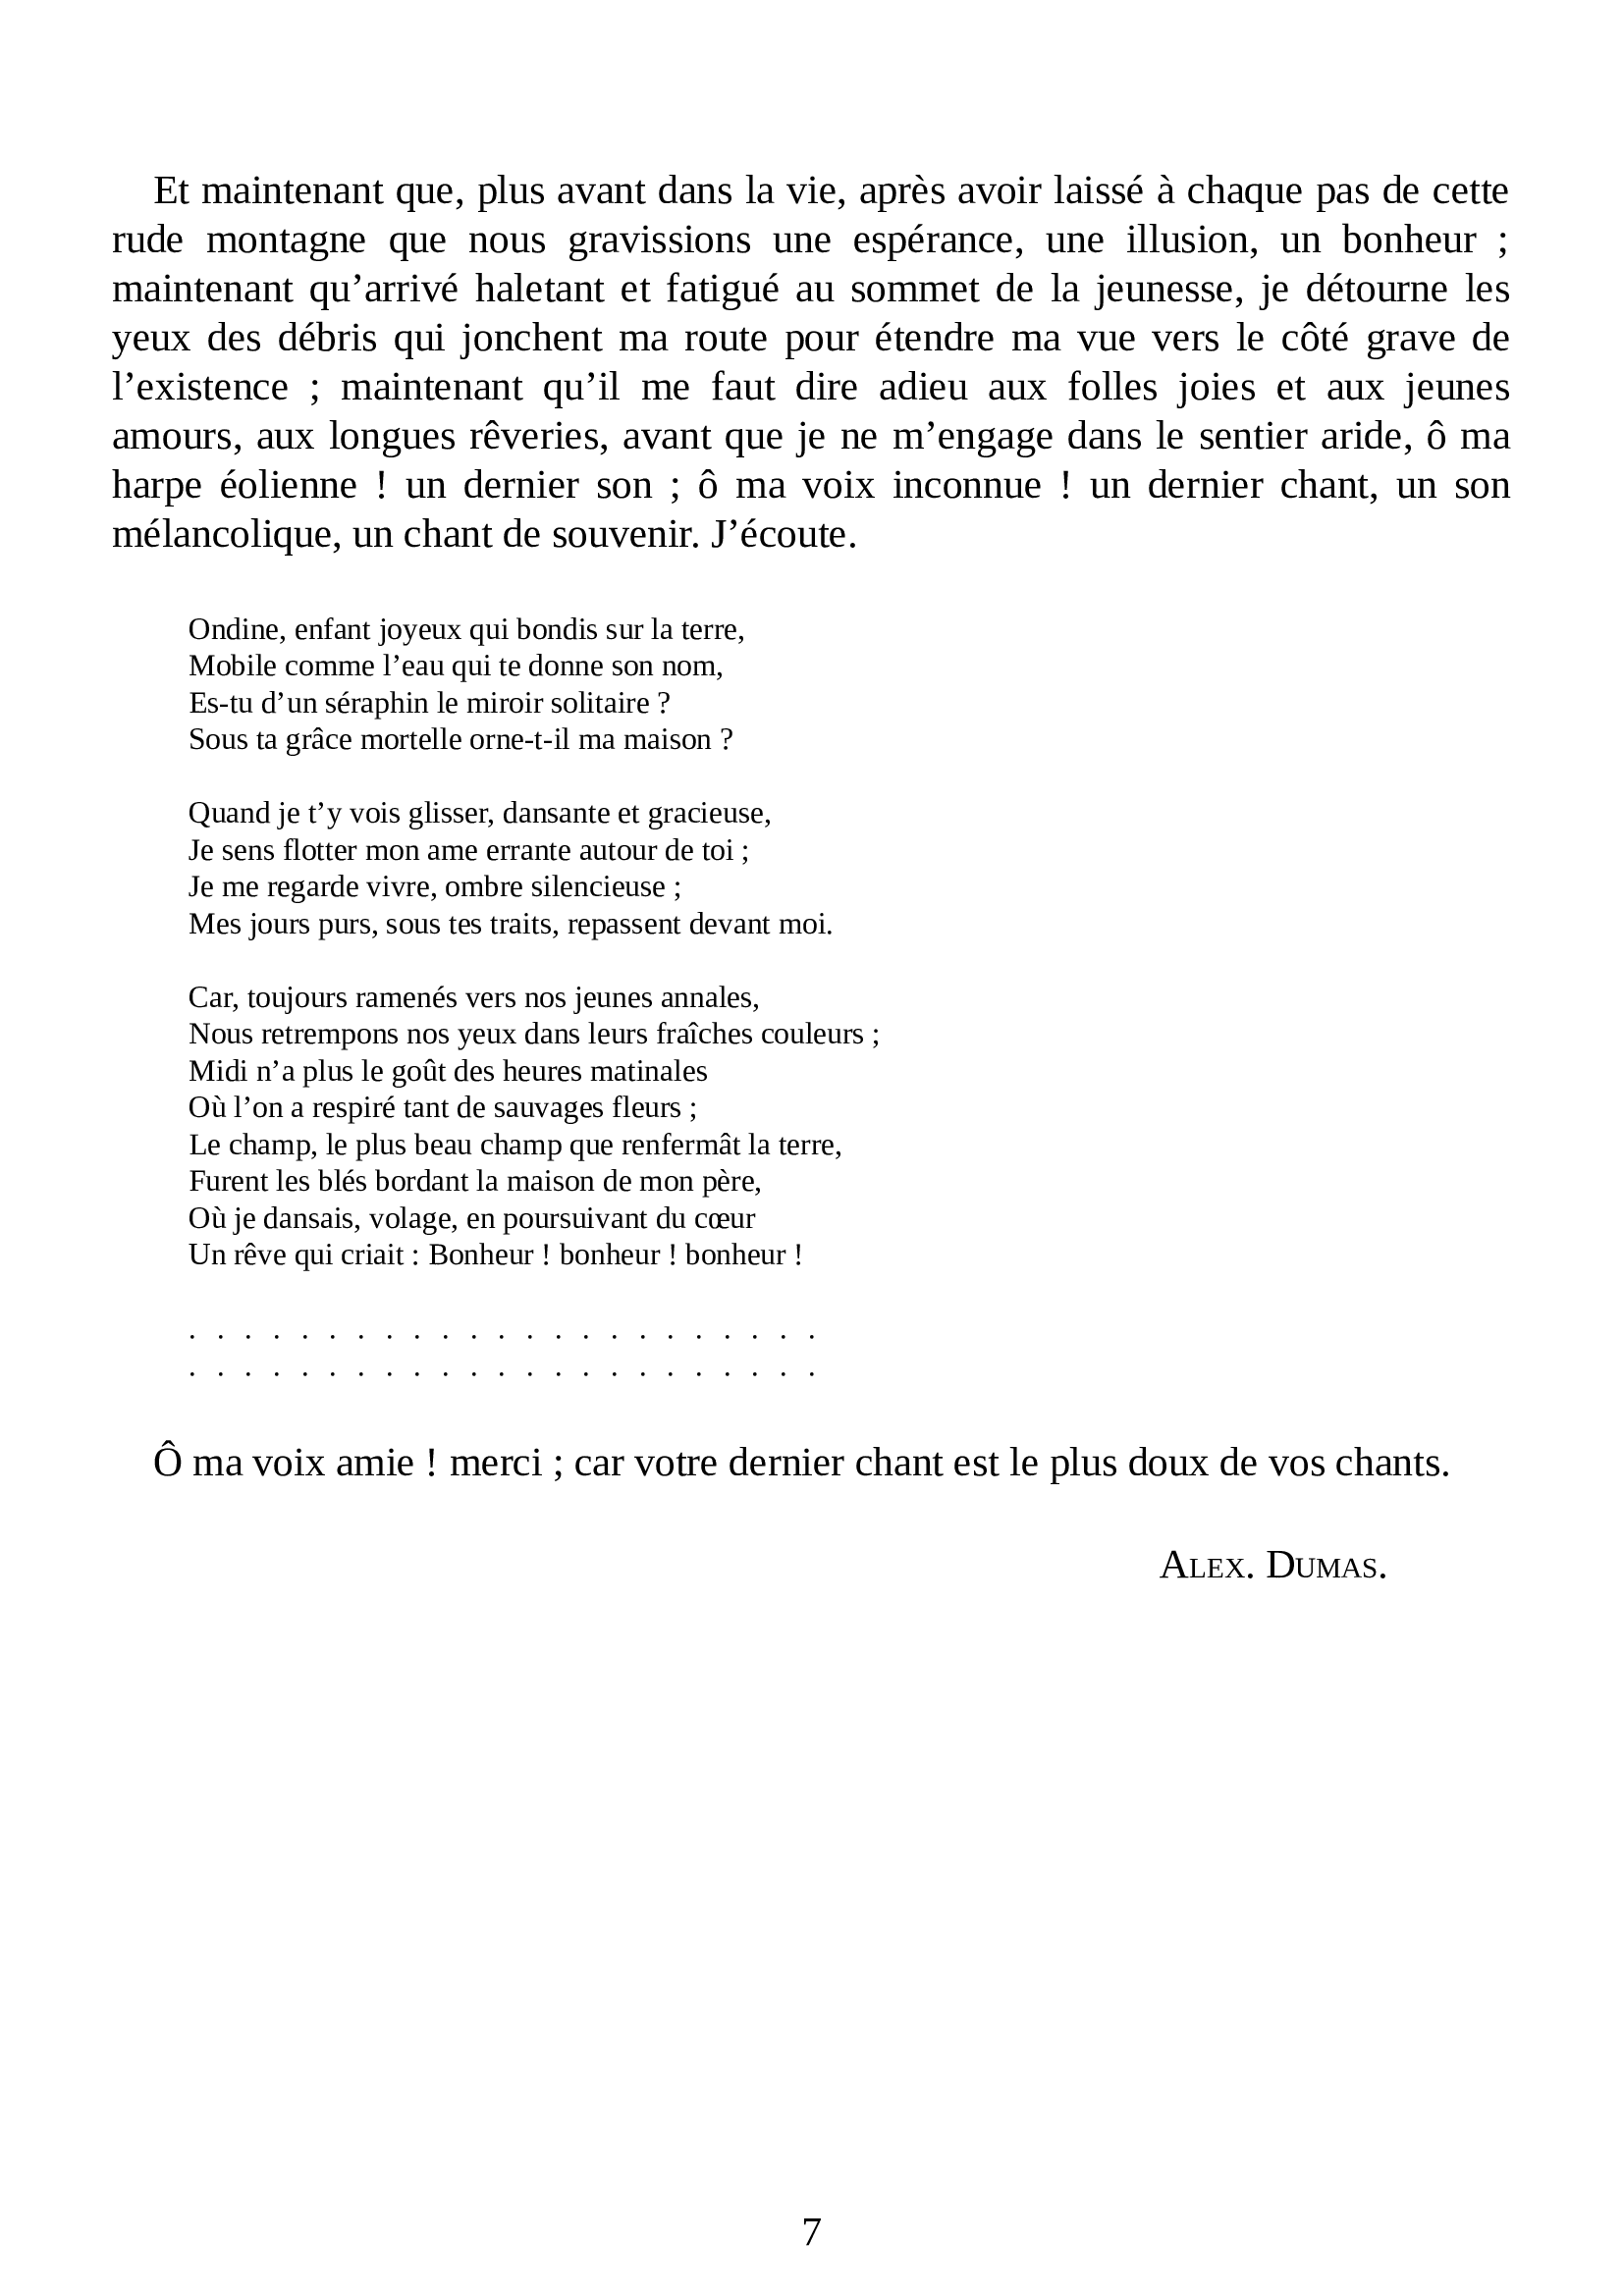 Et maintenant que, plus avant dans la vie, après avoir laissé à chaque pas de cette
rude montagne que nous gravissions une espérance, une illusion, un bonheur ;
maintenant qu’arrivé haletant et fatigué au sommet de la jeunesse, je détourne les
yeux des débris qui jonchent ma route pour étendre ma vue vers le côté grave de
l’existence ; maintenant qu’il me faut dire adieu aux folles joies et aux jeunes
amours, aux longues rêveries, avant que je ne m’engage dans le sentier aride, ô ma
harpe éolienne ! un dernier son ; ô ma voix inconnue ! un dernier chant, un son
mélancolique, un chant de souvenir. J’écoute.
Ondine, enfant joyeux qui bondis sur la terre,
Mobile comme l’eau qui te donne son nom,
Es-tu d’un séraphin le miroir solitaire ?
Sous ta grâce mortelle orne-t-il ma maison ?
Quand je t’y vois glisser, dansante et gracieuse,
Je sens flotter mon ame errante autour de toi ;
Je me regarde vivre, ombre silencieuse ;
Mes jours purs, sous tes traits, repassent devant moi.
Car, toujours ramenés vers nos jeunes annales,
Nous retrempons nos yeux dans leurs fraîches couleurs ;
Midi n’a plus le goût des heures matinales
Où l’on a respiré tant de sauvages fleurs ;
Le champ, le plus beau champ que renfermât la terre,
Furent les blés bordant la maison de mon père,
Où je dansais, volage, en poursuivant du cœur
Un rêve qui criait : Bonheur ! bonheur ! bonheur !
. . . . . . . . . . . . . . . . . . . . . . .
. . . . . . . . . . . . . . . . . . . . . . .
Ô ma voix amie ! merci ; car votre dernier chant est le plus doux de vos chants.
ALEX. DUMAS.
7